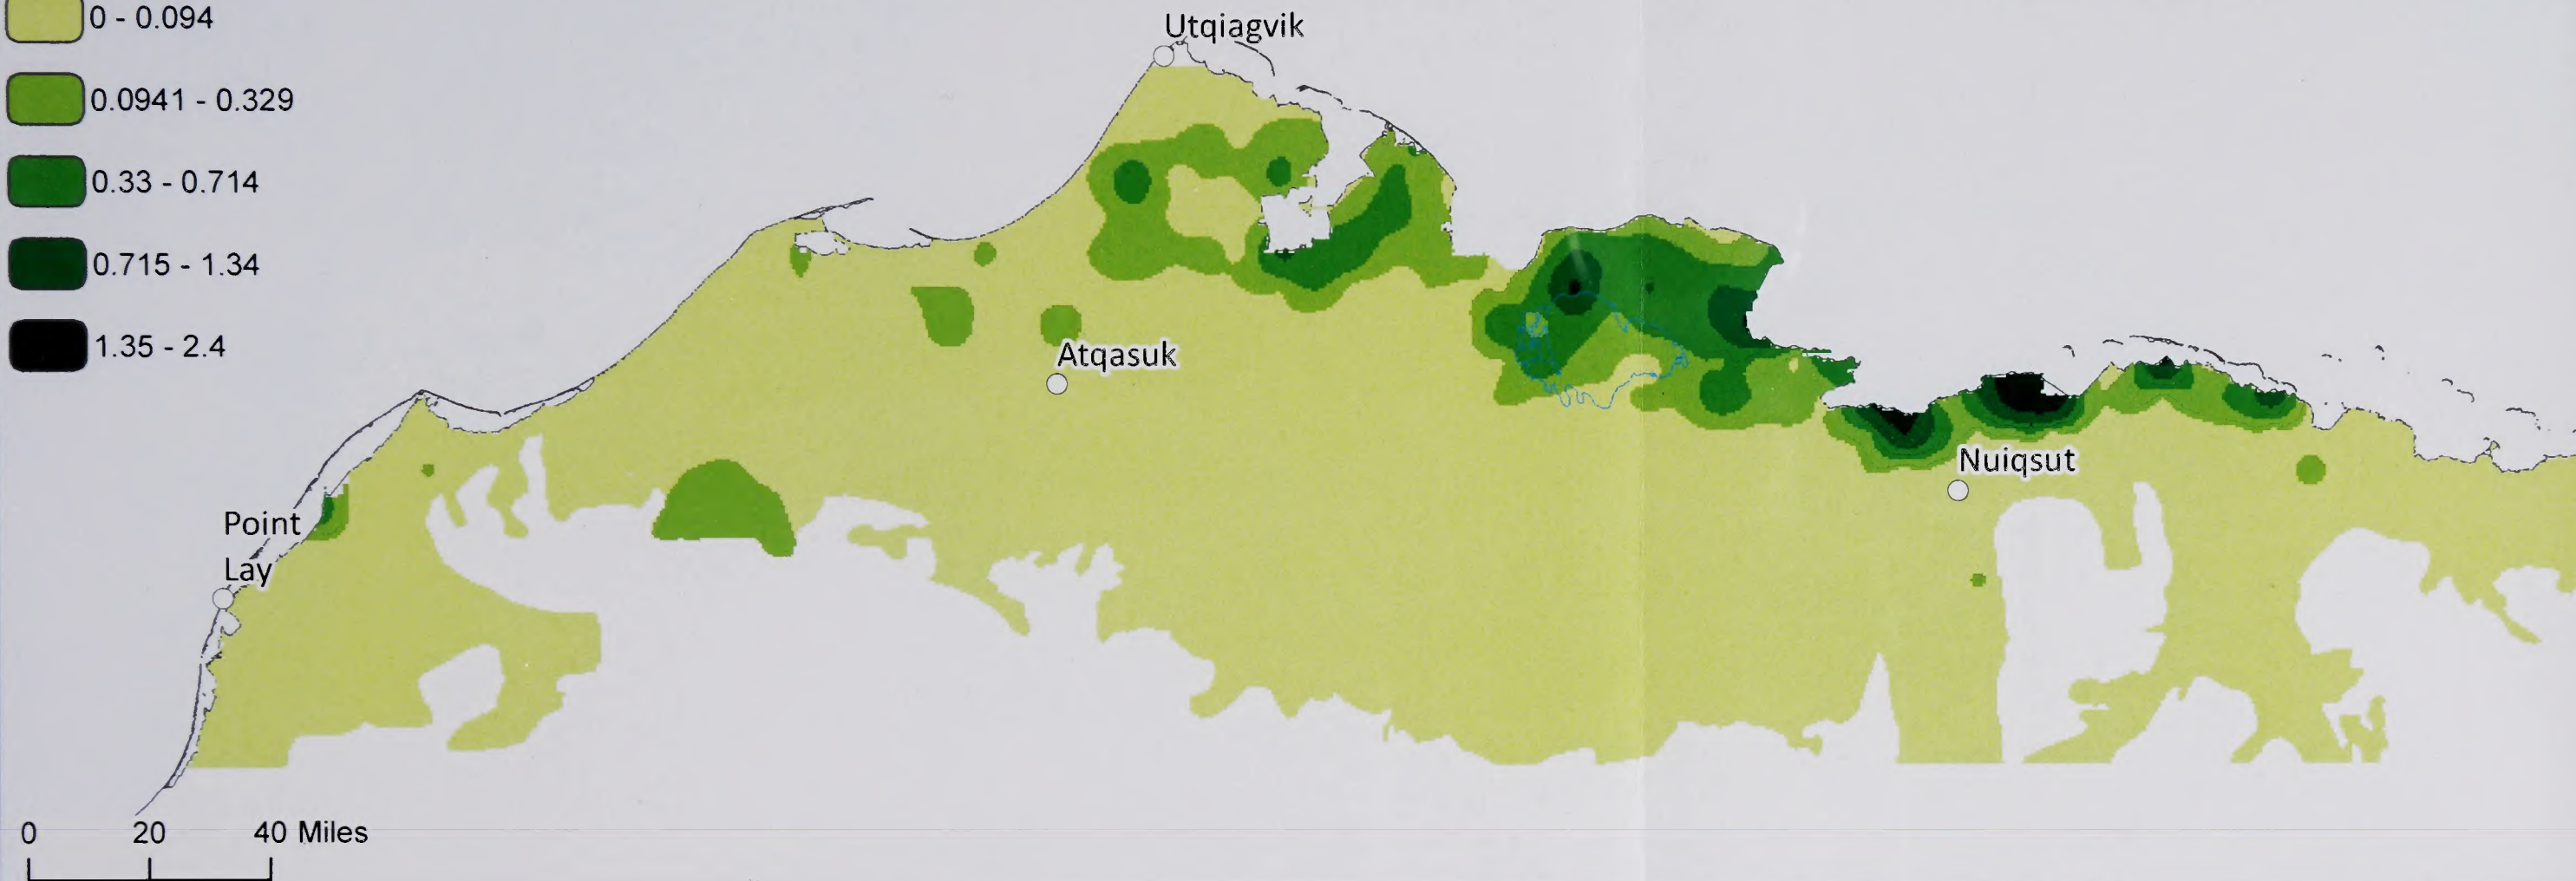 0 - 0.094
0.0941 - 0.329
0.33 - 0.714
0.715 - 1.34
1.35 - 2.4
Utqiagvik
Atqasuk
Nuiqsut
Point
Lay
0 20 40 Miles